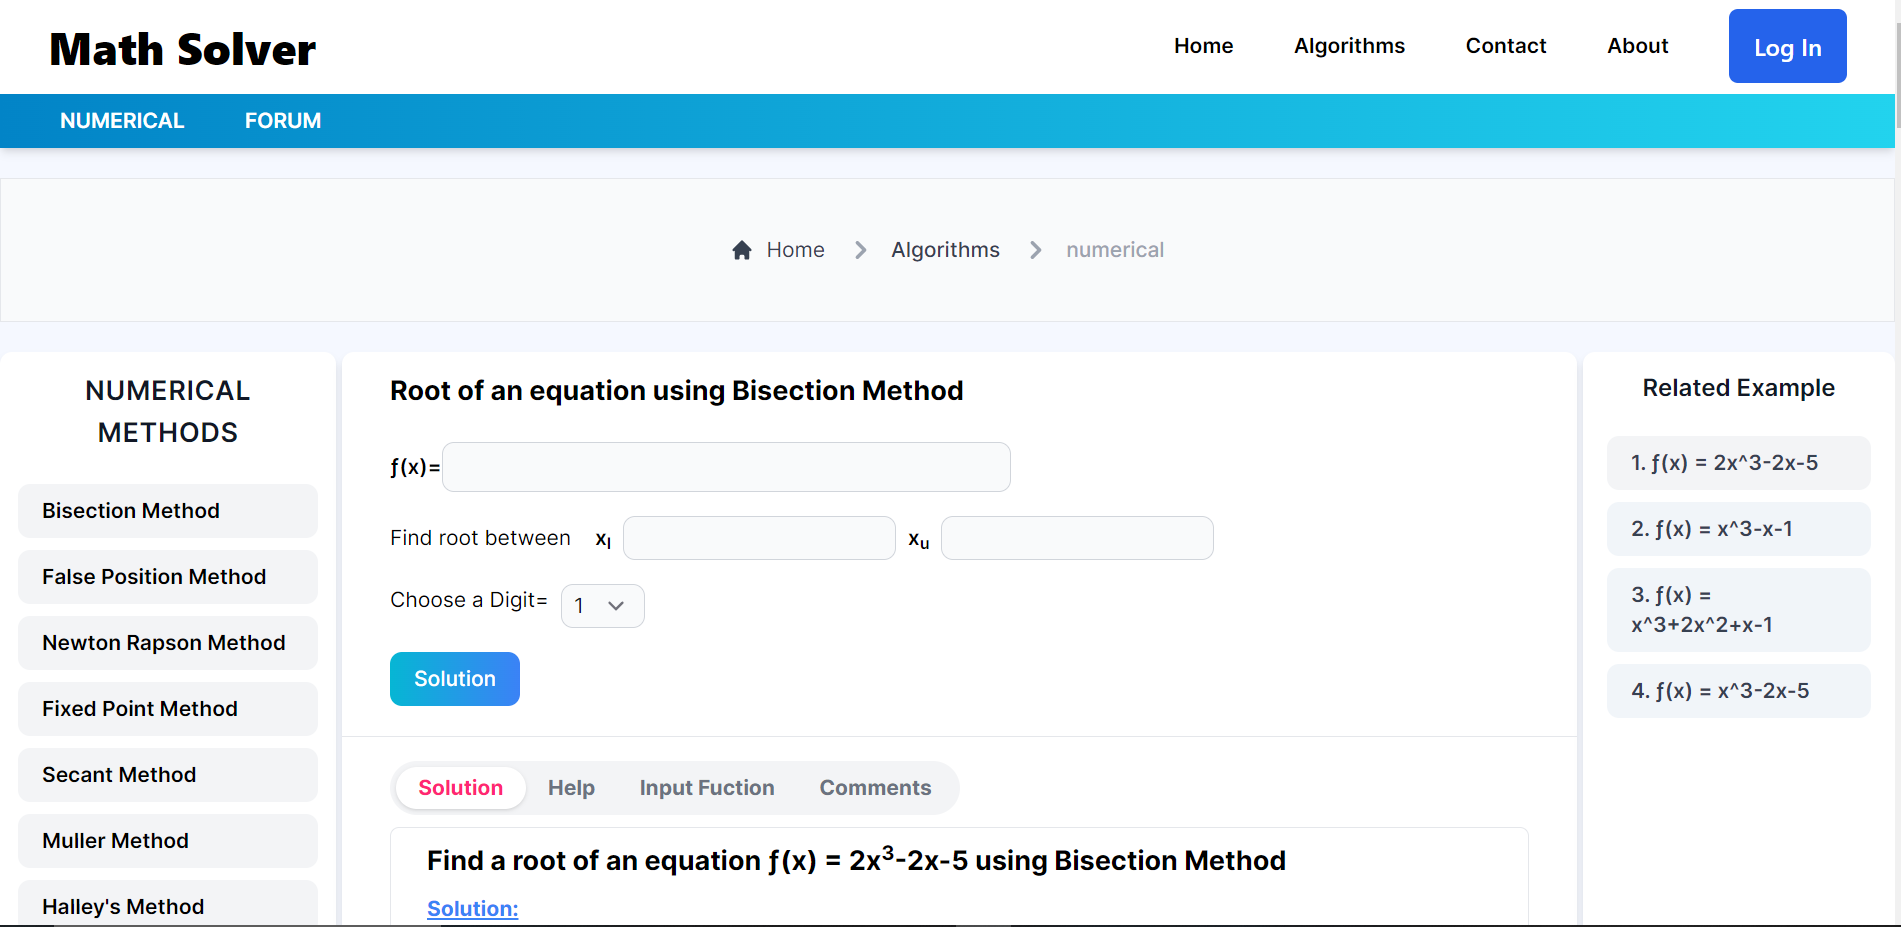 Math Solver
Home Algorithms Contact About Log In
NUMERICAL FORUM
Home Algorithms numerical
NUMERICAL
METHODS
Bisection Method
False Position Method
Newton Rapson Method
Fixed Point Method
Secant Method
Muller Method
Halley's Method
Root of an equation using Bisection Method
ƒ(x)=
Find root between xₗ xᵤ
Choose a Digit= 1
Solution
Solution Help Input Fuction Comments
Find a root of an equation ƒ(x) = 2x³-2x-5 using Bisection Method
Solution:
Related Example
1. ƒ(x) = 2x^3-2x-5
2. ƒ(x) = x^3-x-1
3. ƒ(x) =
x^3+2x^2+x-1
4. ƒ(x) = x^3-2x-5